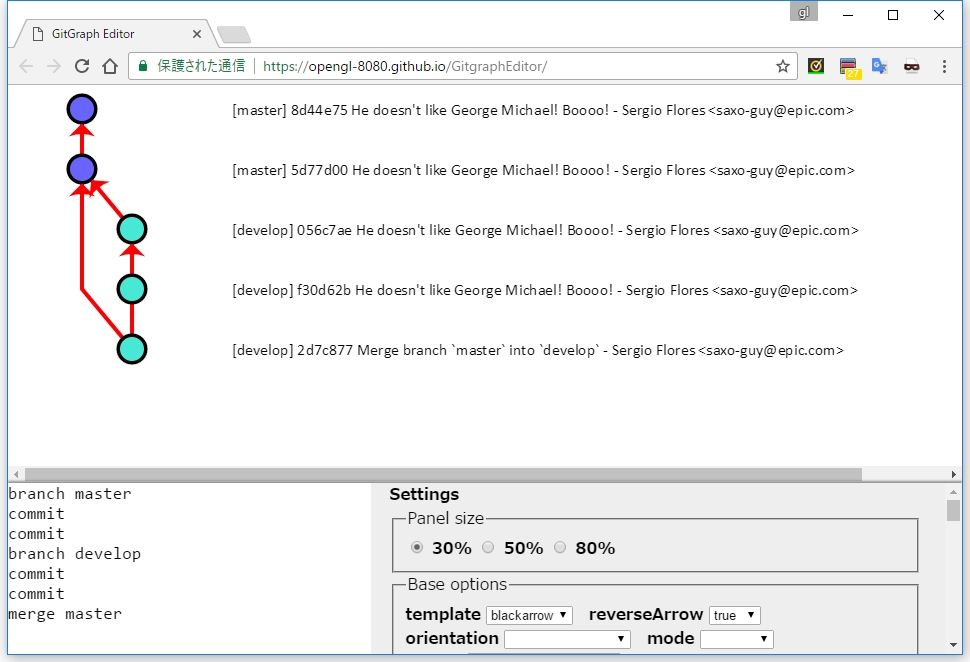 gl
GitGraph Editor
保護された通信 https://opengl-8080.github.io/GitgraphEditor/
27
[master] 8d44e75 He doesn't like George Michael! Boooo! - Sergio Flores <saxo-guy@epic.com>
[master] 5d77d00 He doesn't like George Michael! Boooo! - Sergio Flores <saxo-guy@epic.com>
[develop] 056c7ae He doesn't like George Michael! Boooo! - Sergio Flores <saxo-guy@epic.com>
[develop] f30d62b He doesn't like George Michael! Boooo! - Sergio Flores <saxo-guy@epic.com>
[develop] 2d7c877 Merge branch `master` into `develop` - Sergio Flores <saxo-guy@epic.com>
branch master
commit
commit
branch develop
commit
commit
merge master
Settings
Panel size
30% 50% 80%
Base options
template blackarrow reverseArrow true
orientation mode